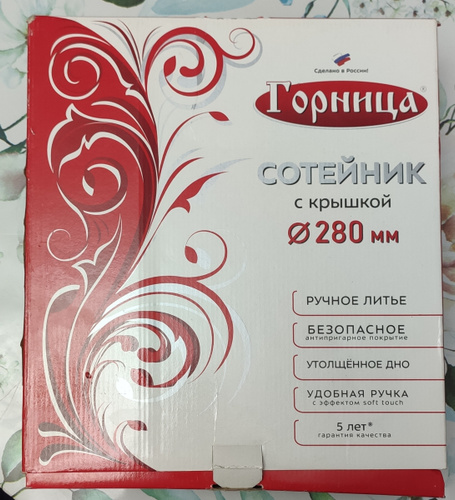 Сделано в России!
Горница®
СОТЕЙНИК
с крышкой
Ø 280 мм
РУЧНОЕ ЛИТЬЕ
БЕЗОПАСНОЕ
антипригарное покрытие
УТОЛЩЁННОЕ ДНО
УДОБНАЯ РУЧКА
с эффектом soft touch
5 лет*
гарантия качества